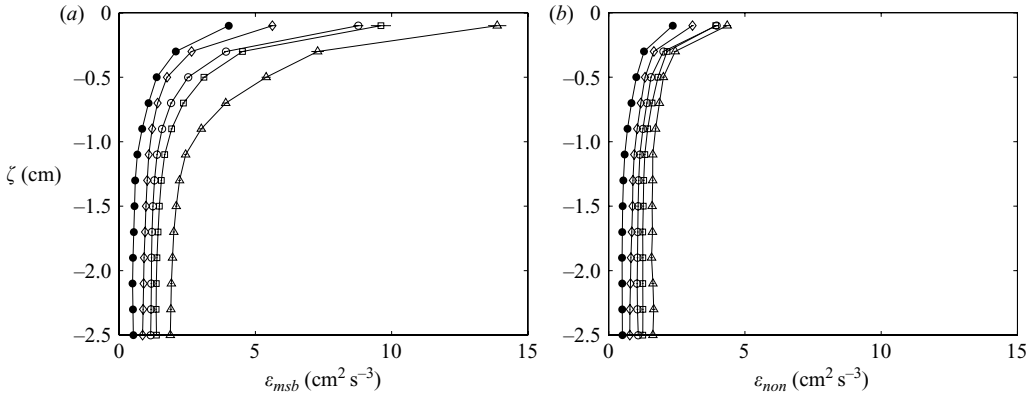 (a)
(b)
0
0
–0.5
–0.5
–1.0
–1.0
ζ (cm)
–1.5
–1.5
–2.0
–2.0
–2.5
–2.5
0 5 10 15
0 5 10 15
ε_msb (cm² s⁻³)
ε_non (cm² s⁻³)